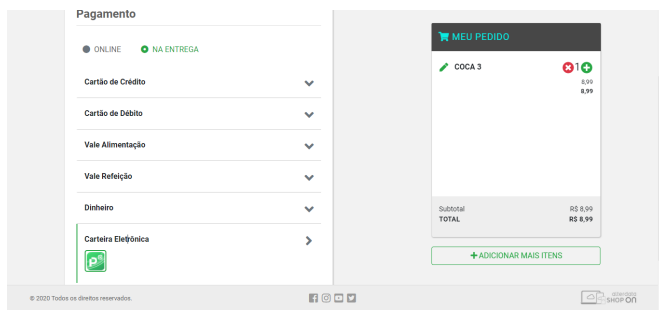 Pagamento
ONLINE
NA ENTREGA
Cartão de Crédito
Cartão de Débito
Vale Alimentação
Vale Refeição
Dinheiro
Carteira Eletrônica
MEU PEDIDO
COCA 3
1
8,99
8,99
Subtotal R$ 8,99
TOTAL R$ 8,99
+ ADICIONAR MAIS ITENS
© 2020 Todos os direitos reservados.
SHOP ON